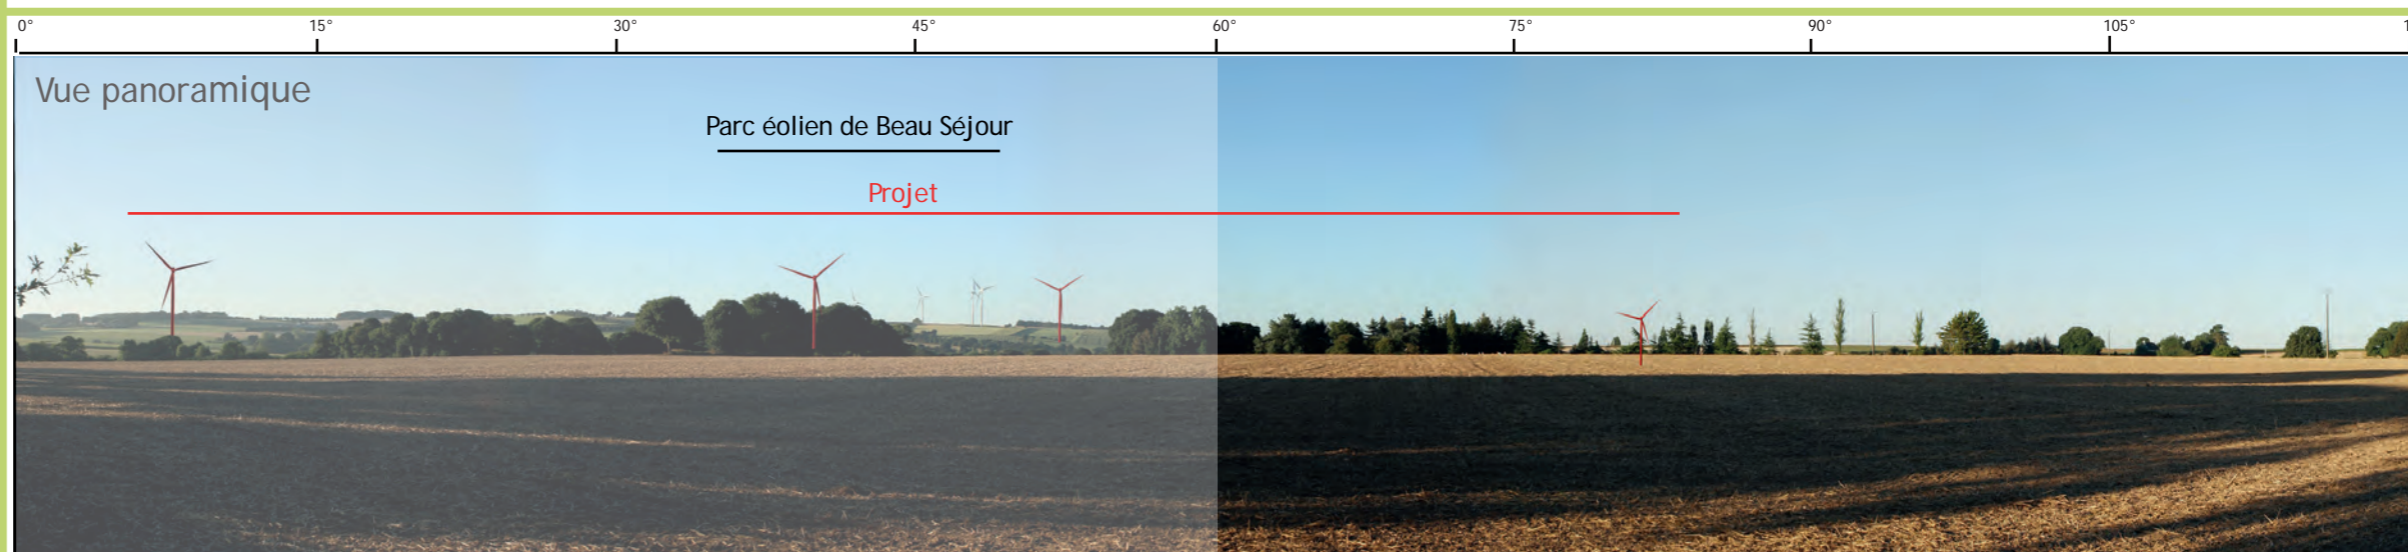 0° 15° 30° 45° 60° 75° 90° 105°
Vue panoramique
Parc éolien de Beau Séjour
Projet